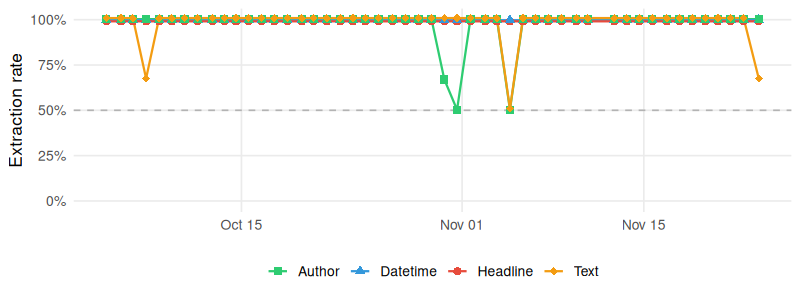 Extraction rate
100%
75%
50%
25%
0%
Oct 15 Nov 01 Nov 15
Author Datetime Headline Text